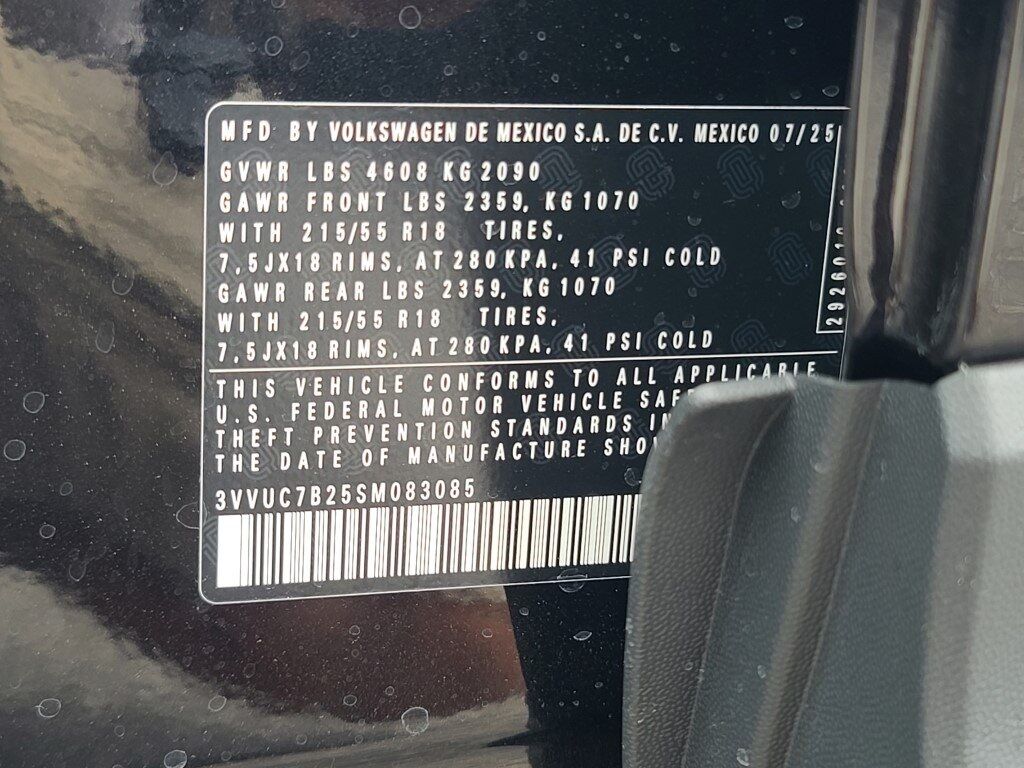 MFD BY VOLKSWAGEN DE MEXICO S.A. DE C.V. MEXICO 07/25
GVWR LBS 4608 KG 2090
GAWR FRONT LBS 2359, KG 1070
WITH 215/55 R18 TIRES,
7,5JX18 RIMS, AT 280 KPA, 41 PSI COLD
GAWR REAR LBS 2359, KG 1070
WITH 215/55 R18 TIRES,
7,5JX18 RIMS, AT 280 KPA, 41 PSI COLD
THIS VEHICLE CONFORMS TO ALL APPLICABLE
U.S. FEDERAL MOTOR VEHICLE SAFE
THEFT PREVENTION STANDARDS IN
THE DATE OF MANUFACTURE SHO
3VVUC7B25SM083085